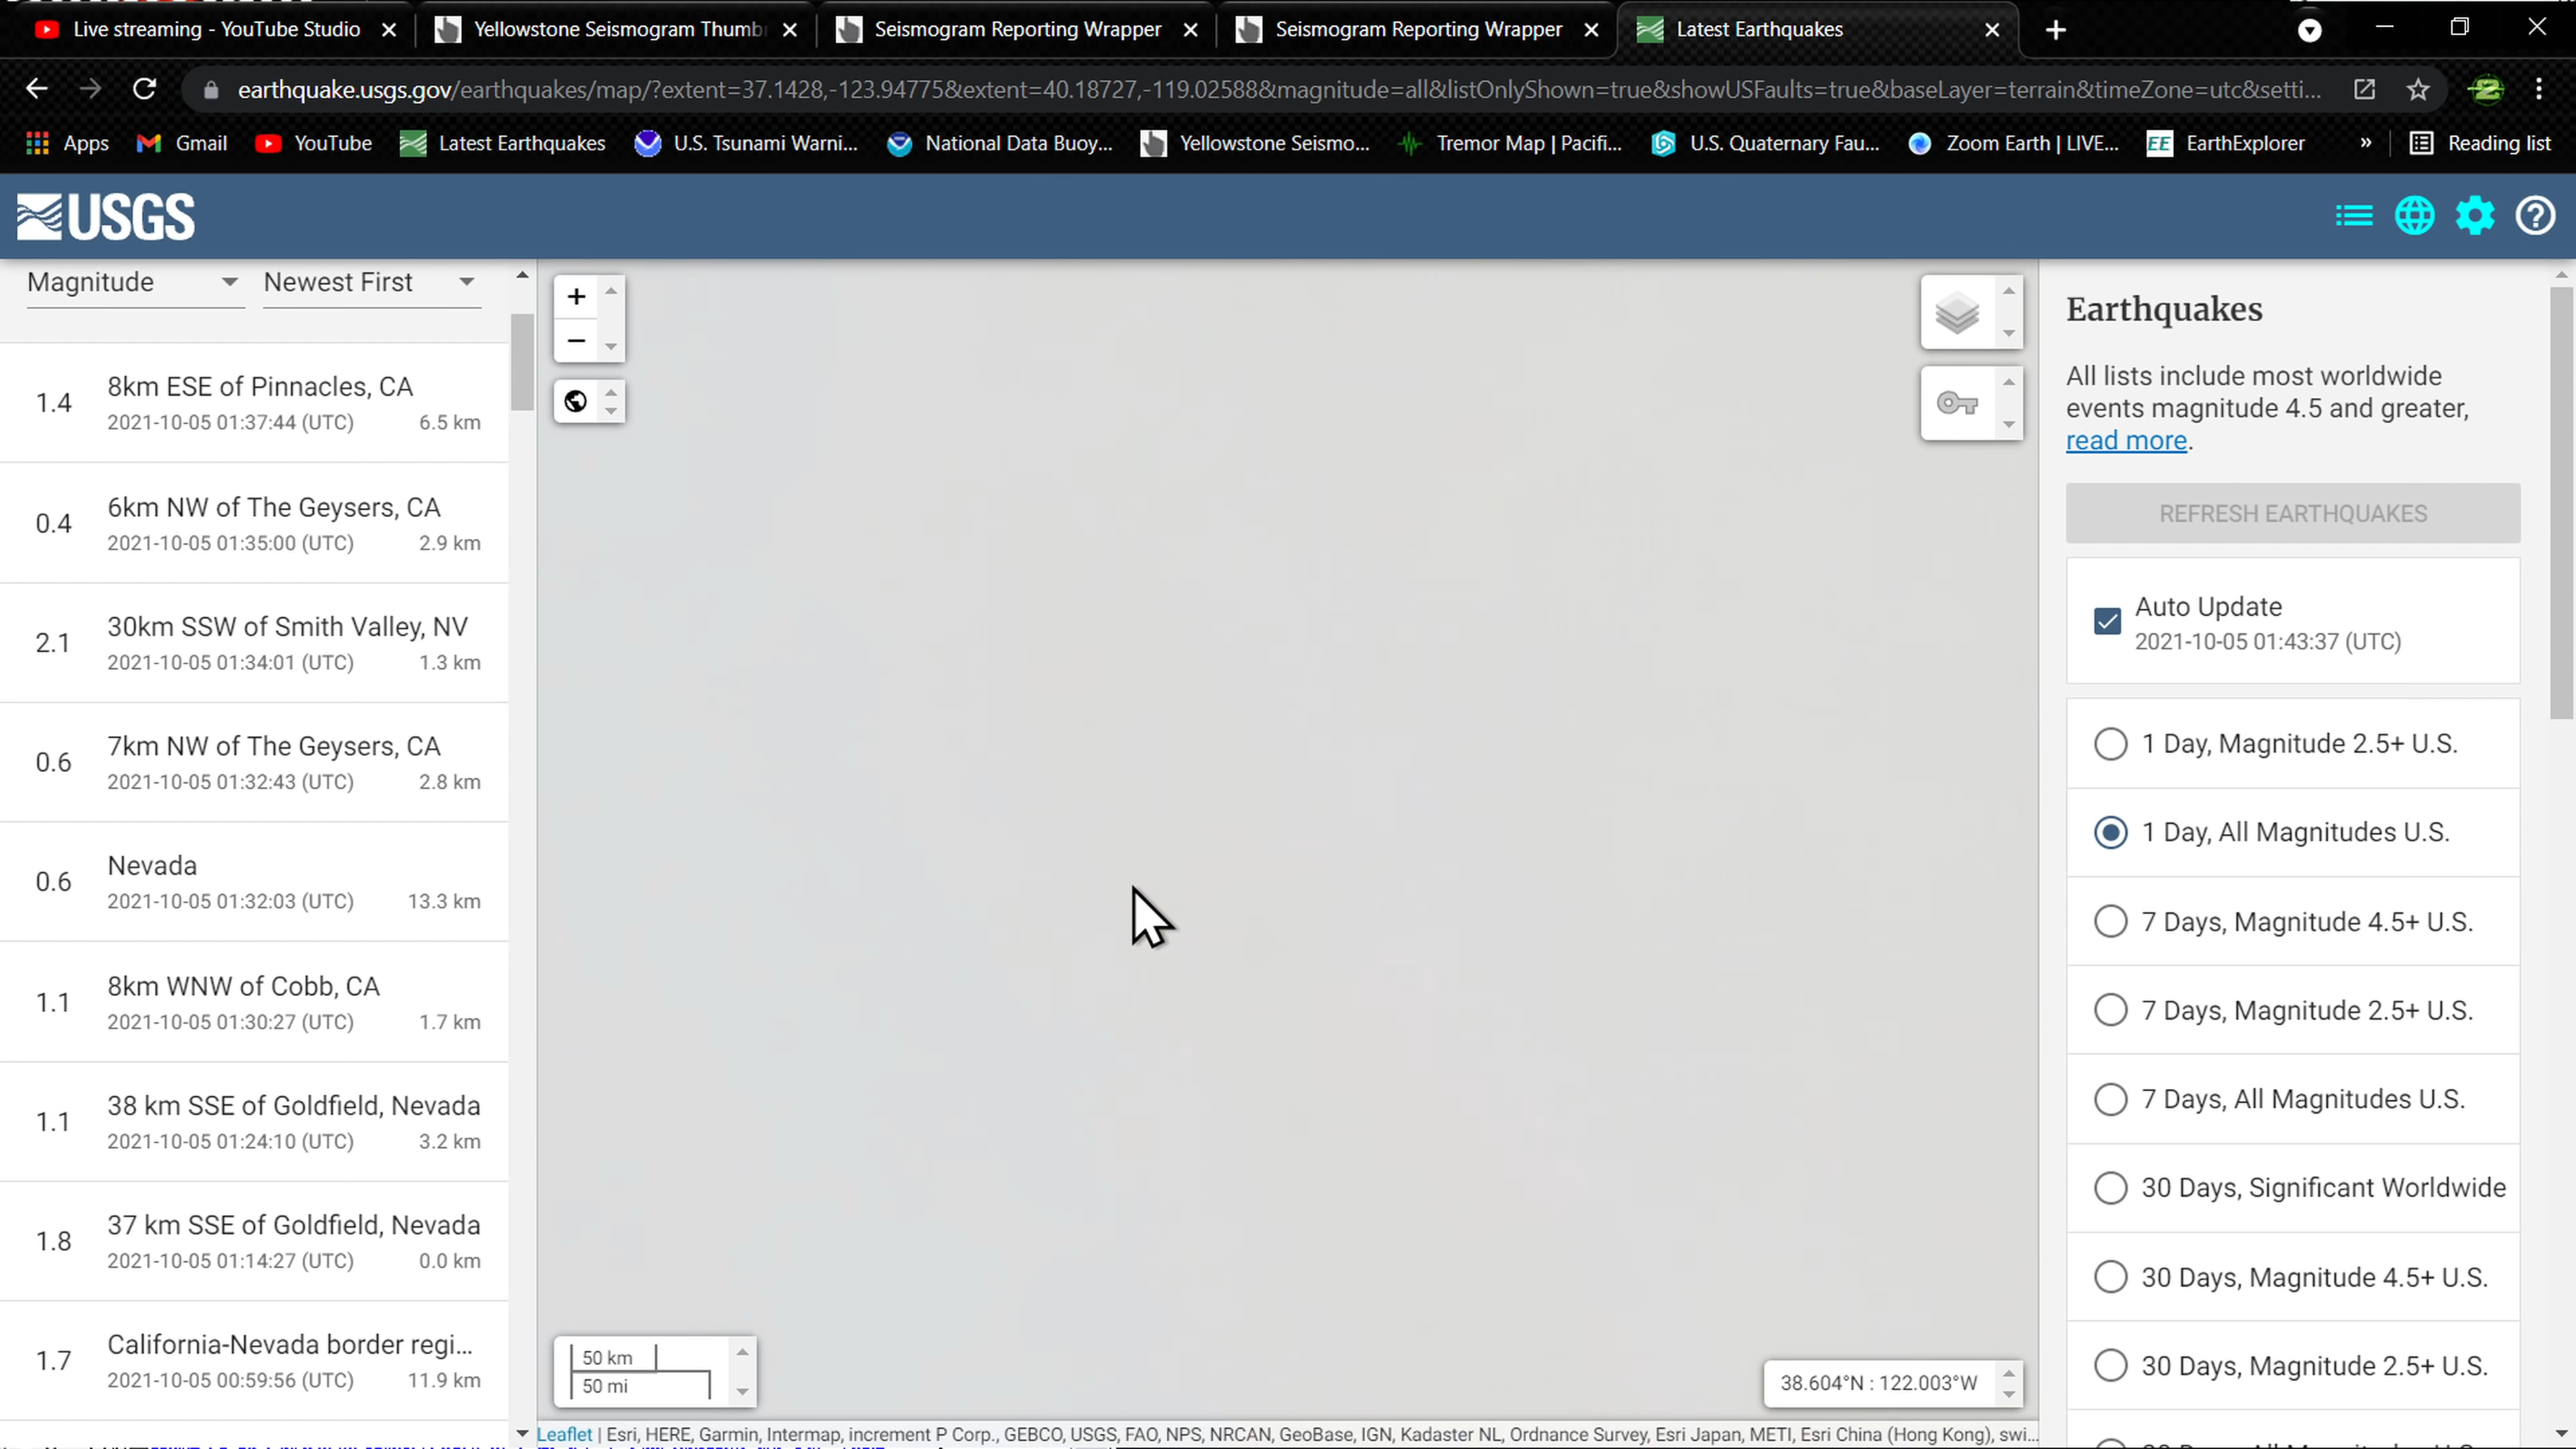 Live streaming - YouTube Studio
Yellowstone Seismogram Thumb
Seismogram Reporting Wrapper
Seismogram Reporting Wrapper
Latest Earthquakes
earthquake.usgs.gov/earthquakes/map/?extent=37.1428,-123.94775&extent=40.18727,-119.02588&magnitude=all&listOnlyShown=true&showUSFaults=true&baseLayer=terrain&timeZone=utc&setti...
Apps
Gmail
YouTube
Latest Earthquakes
U.S. Tsunami Warni...
National Data Buoy...
Yellowstone Seismo...
Tremor Map | Pacifi...
U.S. Quaternary Fau...
Zoom Earth | LIVE...
EE
EarthExplorer
»
Reading list
USGS
Magnitude
Newest First
1.4
8km ESE of Pinnacles, CA
2021-10-05 01:37:44 (UTC) 6.5 km
0.4
6km NW of The Geysers, CA
2021-10-05 01:35:00 (UTC) 2.9 km
2.1
30km SSW of Smith Valley, NV
2021-10-05 01:34:01 (UTC) 1.3 km
0.6
7km NW of The Geysers, CA
2021-10-05 01:32:43 (UTC) 2.8 km
0.6
Nevada
2021-10-05 01:32:03 (UTC) 13.3 km
1.1
8km WNW of Cobb, CA
2021-10-05 01:30:27 (UTC) 1.7 km
1.1
38 km SSE of Goldfield, Nevada
2021-10-05 01:24:10 (UTC) 3.2 km
1.8
37 km SSE of Goldfield, Nevada
2021-10-05 01:14:27 (UTC) 0.0 km
1.7
California-Nevada border regi...
2021-10-05 00:59:56 (UTC) 11.9 km
+
−
50 km
50 mi
38.604°N : 122.003°W
Leaflet | Esri, HERE, Garmin, Intermap, increment P Corp., GEBCO, USGS, FAO, NPS, NRCAN, GeoBase, IGN, Kadaster NL, Ordnance Survey, Esri Japan, METI, Esri China (Hong Kong), swi...
Earthquakes
All lists include most worldwide
events magnitude 4.5 and greater,
read more.
REFRESH EARTHQUAKES
Auto Update
2021-10-05 01:43:37 (UTC)
1 Day, Magnitude 2.5+ U.S.
1 Day, All Magnitudes U.S.
7 Days, Magnitude 4.5+ U.S.
7 Days, Magnitude 2.5+ U.S.
7 Days, All Magnitudes U.S.
30 Days, Significant Worldwide
30 Days, Magnitude 4.5+ U.S.
30 Days, Magnitude 2.5+ U.S.